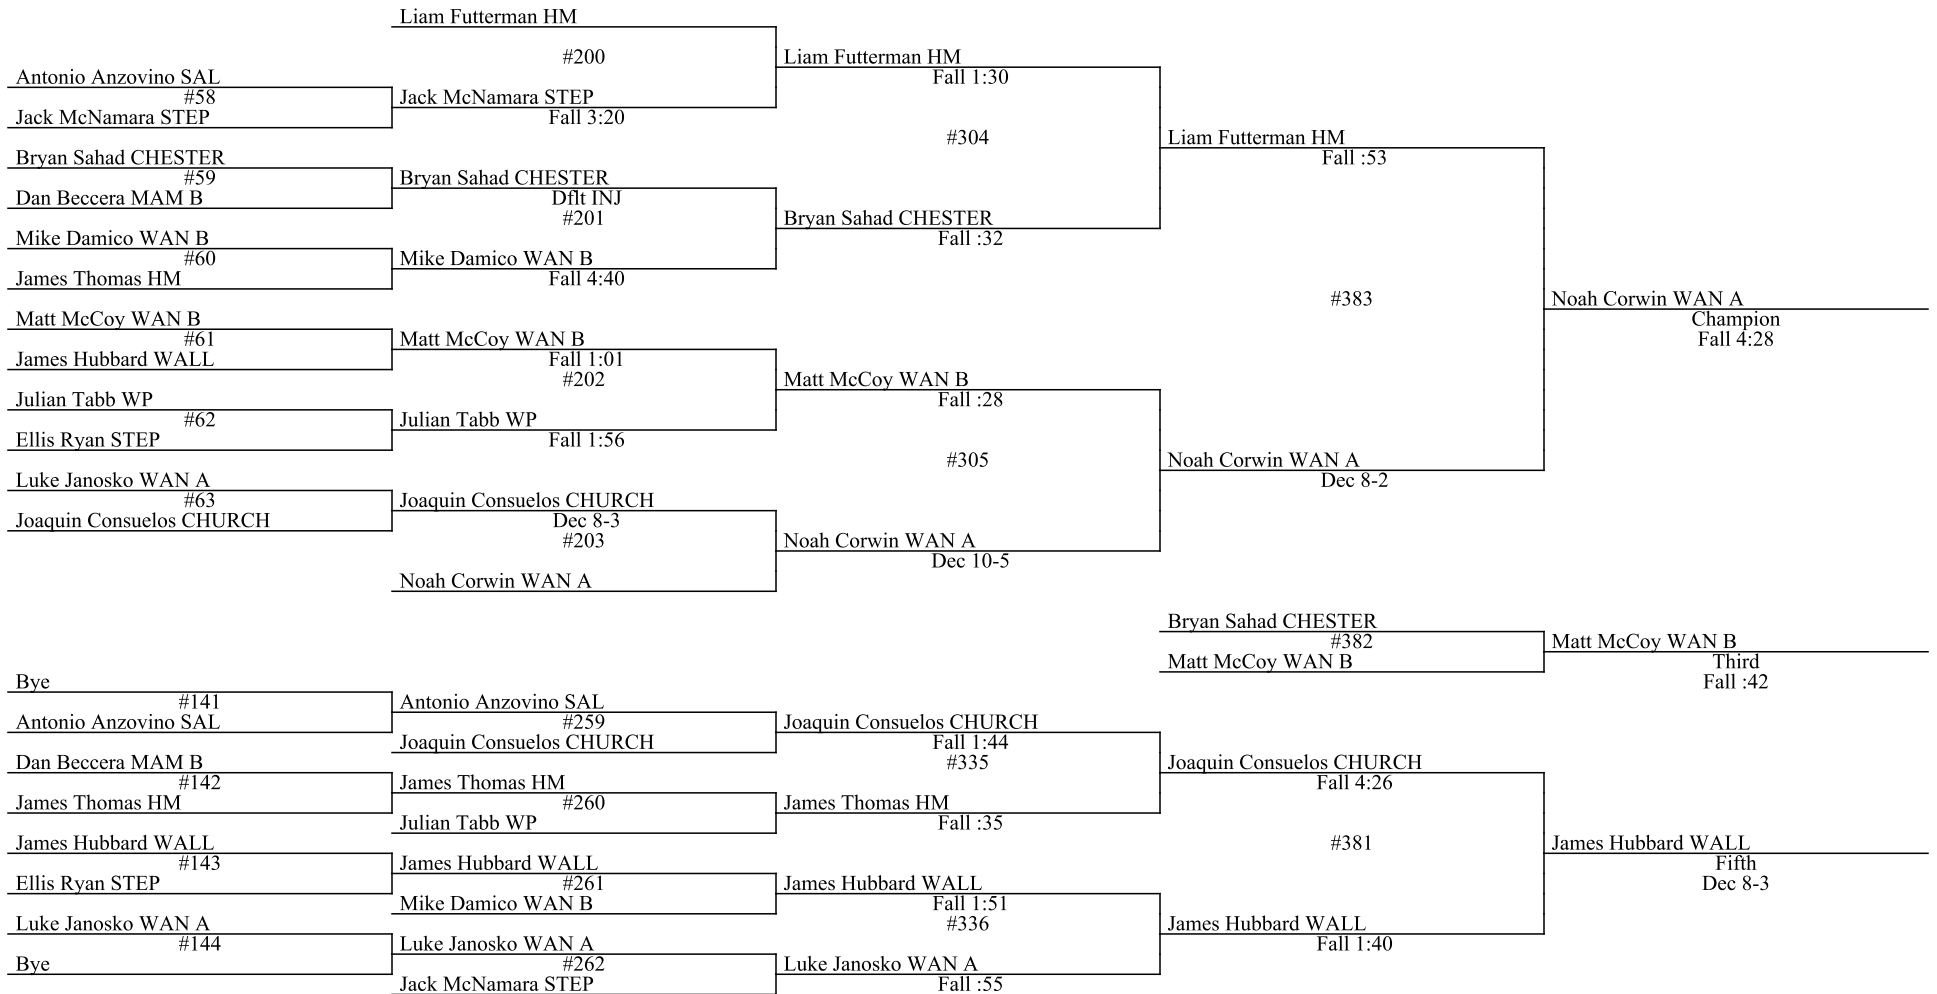 Liam Futterman HM
#200
Liam Futterman HM
Antonio Anzovino SAL
Fall 1:30
#58
Jack McNamara STEP
Jack McNamara STEP
Fall 3:20
#304
Liam Futterman HM
Bryan Sahad CHESTER
Fall :53
#59
Bryan Sahad CHESTER
Dan Beccera MAM B
Dflt INJ
#201
Bryan Sahad CHESTER
Mike Damico WAN B
Fall :32
#60
Mike Damico WAN B
James Thomas HM
Fall 4:40
#383
Noah Corwin WAN A
Matt McCoy WAN B
Champion
#61
Matt McCoy WAN B
Fall 4:28
James Hubbard WALL
Fall 1:01
#202
Matt McCoy WAN B
Julian Tabb WP
Fall :28
#62
Julian Tabb WP
Ellis Ryan STEP
Fall 1:56
#305
Noah Corwin WAN A
Luke Janosko WAN A
Dec 8-2
#63
Joaquin Consuelos CHURCH
Joaquin Consuelos CHURCH
Dec 8-3
#203
Noah Corwin WAN A
Dec 10-5
Noah Corwin WAN A
Bryan Sahad CHESTER
#382
Matt McCoy WAN B
Matt McCoy WAN B
Third
Bye
Fall :42
#141
Antonio Anzovino SAL
Antonio Anzovino SAL
#259
Joaquin Consuelos CHURCH
Joaquin Consuelos CHURCH
Fall 1:44
Dan Beccera MAM B
#335
Joaquin Consuelos CHURCH
#142
James Thomas HM
Fall 4:26
James Thomas HM
#260
James Thomas HM
Julian Tabb WP
Fall :35
James Hubbard WALL
#381
James Hubbard WALL
#143
James Hubbard WALL
Fifth
Ellis Ryan STEP
#261
James Hubbard WALL
Dec 8-3
Mike Damico WAN B
Fall 1:51
Luke Janosko WAN A
#336
James Hubbard WALL
#144
Luke Janosko WAN A
Fall 1:40
Bye
#262
Luke Janosko WAN A
Jack McNamara STEP
Fall :55